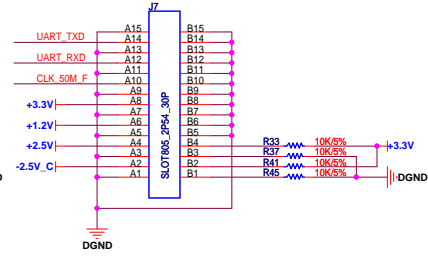 J7
A15 B15
UART_TXD A14 B14
A13 B13
UART_RXD A12 B12
A11 B11
CLK_50M_F A10 B10
A9 B9
+3.3V A8 B8
A7 B7
+1.2V A6 B6
A5 B5
+2.5V A4 B4 R33 10K/5% +3.3V
A3 B3 R37 10K/5%
-2.5V_C A2 B2 R41 10K/5%
A1 B1 R45 10K/5% DGND
SLOT805_2P54_30P
DGND